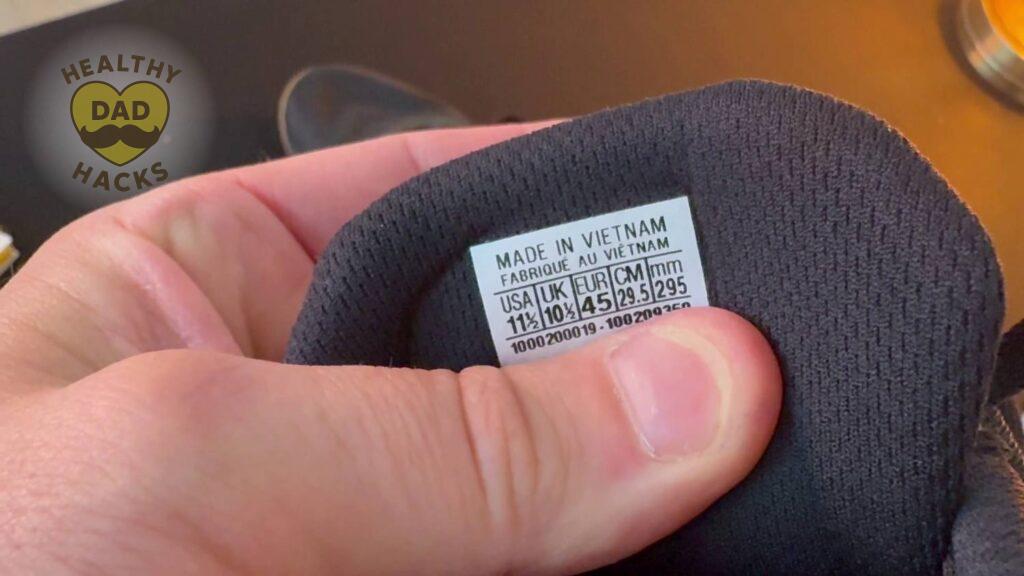 HEALTHY
DAD
HACKS
MADE IN VIETNAM
FABRIQUÉ AU VIÊTNAM
USA UK EUR CM mm
11½ 10½ 45 29.5 295